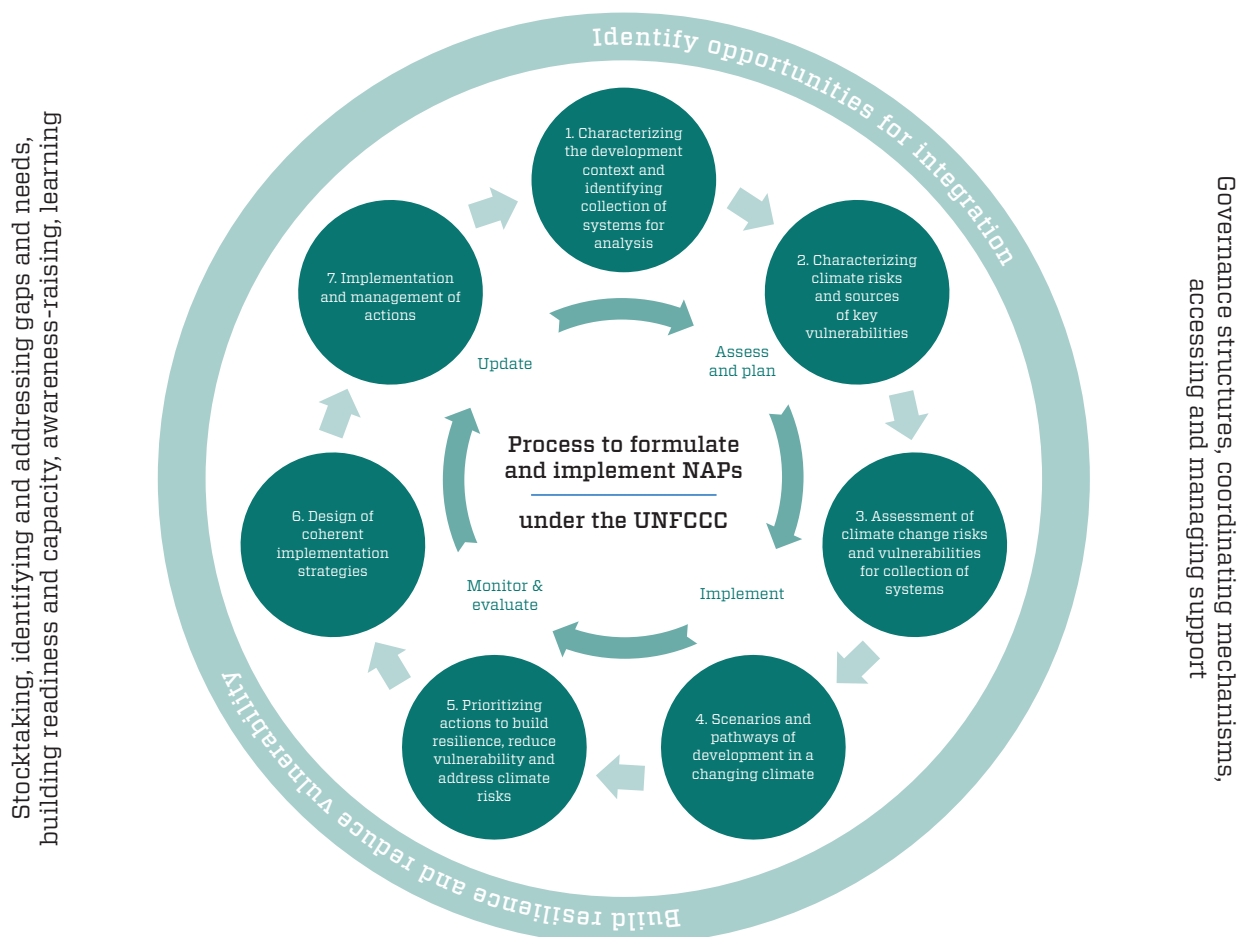 Identify opportunities for integration
Stocktaking, identifying and addressing gaps and needs,
building readiness and capacity, awareness-raising, learning
Governance structures, coordinating mechanisms,
accessing and managing support
1. Characterizing
the development
context and
identifying
collection of
systems for
analysis
2. Characterizing
climate risks
and sources
of key
vulnerabilities
3. Assessment of
climate change risks
and vulnerabilities
for collection of
systems
4. Scenarios and
pathways of
development in a
changing climate
5. Prioritizing
actions to build
resilience, reduce
vulnerability and
address climate
risks
6. Design of
coherent
implementation
strategies
7. Implementation
and management of
actions
Update
Assess
and plan
Implement
Monitor &
evaluate
Process to formulate
and implement NAPs
under the UNFCCC
Build resilience and reduce vulnerability